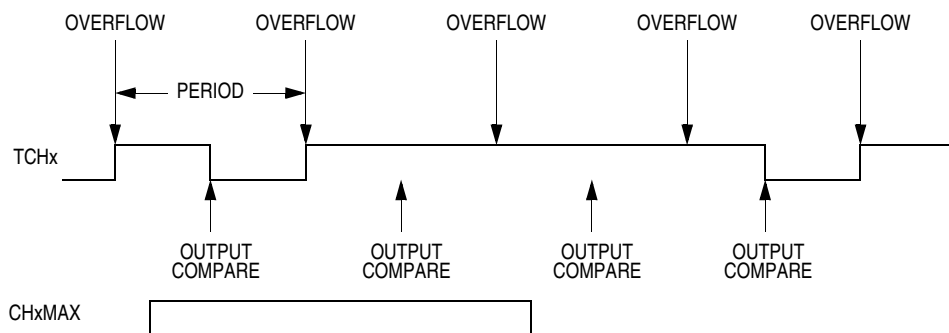 OVERFLOW OVERFLOW OVERFLOW OVERFLOW OVERFLOW
PERIOD
TCHx
OUTPUT COMPARE
OUTPUT COMPARE
OUTPUT COMPARE
OUTPUT COMPARE
CHxMAX